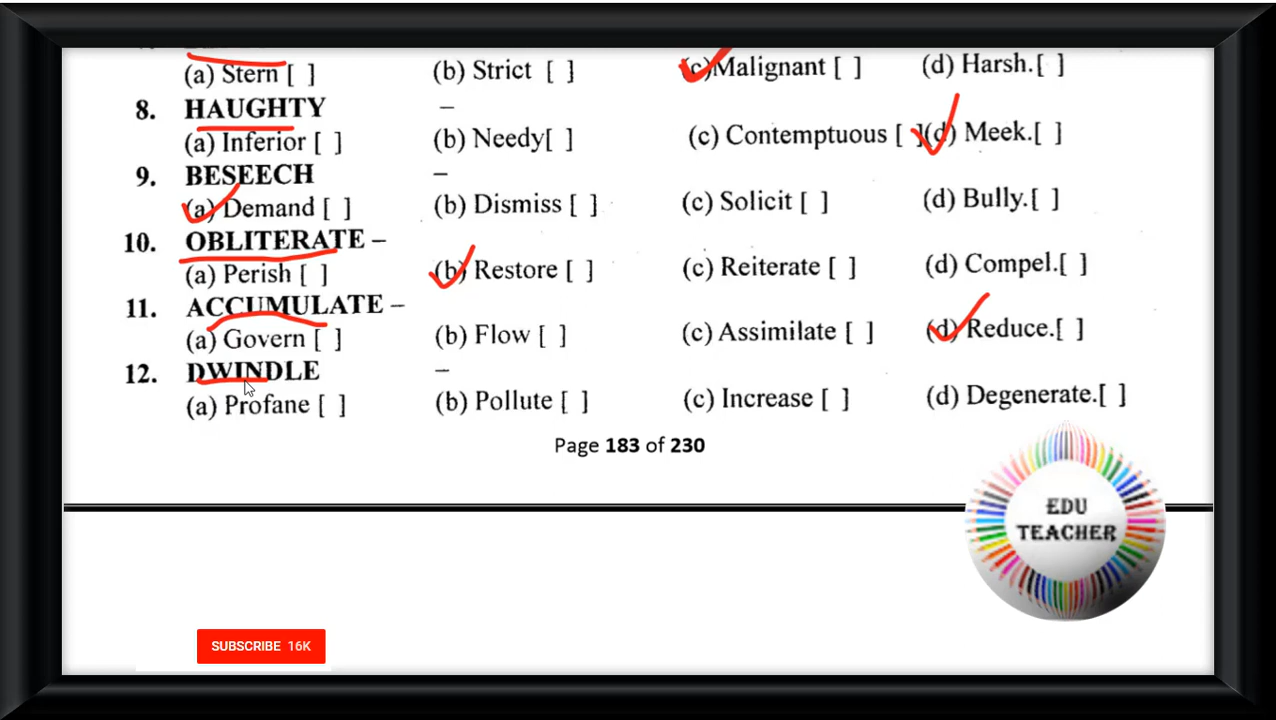 (a) Stern [ ] (b) Strict [ ] (c) Malignant [ ] (d) Harsh.[ ]
8. HAUGHTY –
(a) Inferior [ ] (b) Needy[ ] (c) Contemptuous [ ] (d) Meek.[ ]
9. BESEECH –
(a) Demand [ ] (b) Dismiss [ ] (c) Solicit [ ] (d) Bully.[ ]
10. OBLITERATE –
(a) Perish [ ] (b) Restore [ ] (c) Reiterate [ ] (d) Compel.[ ]
11. ACCUMULATE –
(a) Govern [ ] (b) Flow [ ] (c) Assimilate [ ] (d) Reduce.[ ]
12. DWINDLE –
(a) Profane [ ] (b) Pollute [ ] (c) Increase [ ] (d) Degenerate.[ ]
Page 183 of 230
EDU
TEACHER
SUBSCRIBE 16K